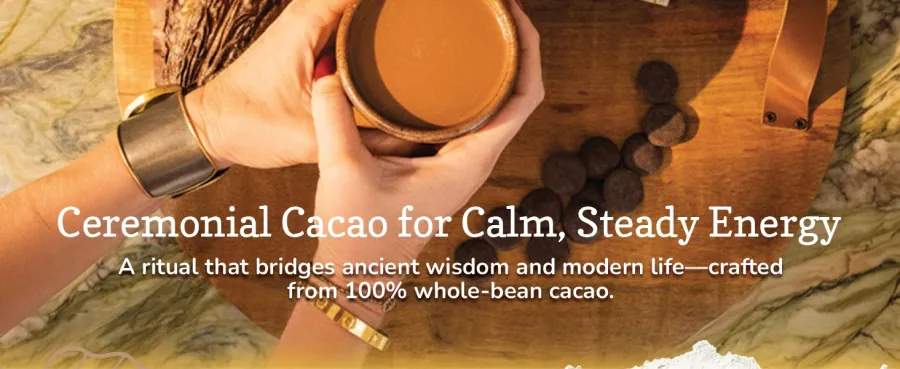 Ceremonial Cacao for Calm, Steady Energy
A ritual that bridges ancient wisdom and modern life—crafted
from 100% whole-bean cacao.